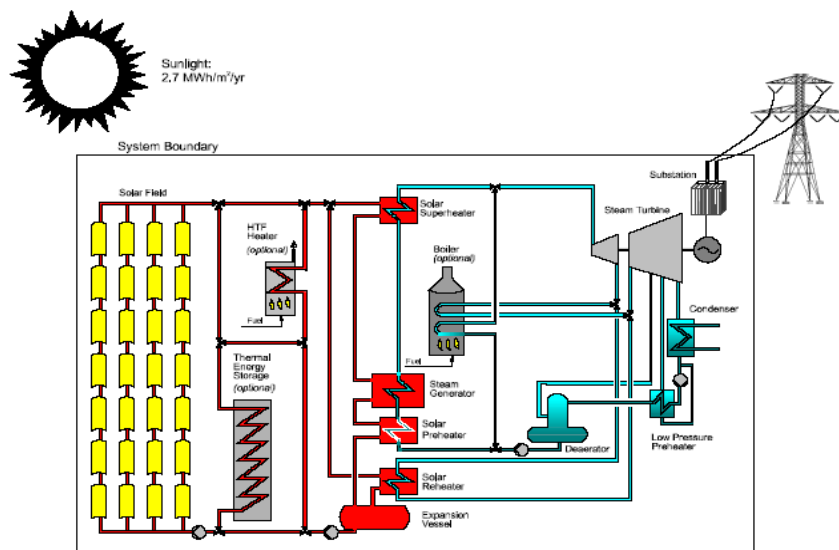 Sunlight:
2,7 MWh/m²/yr
System Boundary
Substation
Solar Field
Solar
Superheater
Steam Turbine
HTF
Heater
(optional)
Boiler
(optional)
Condenser
Fuel
Thermal
Energy
Storage
(optional)
Fuel
Steam
Generator
Solar
Preheater
Deaerator
Low Pressure
Preheater
Solar
Reheater
Expansion
Vessel